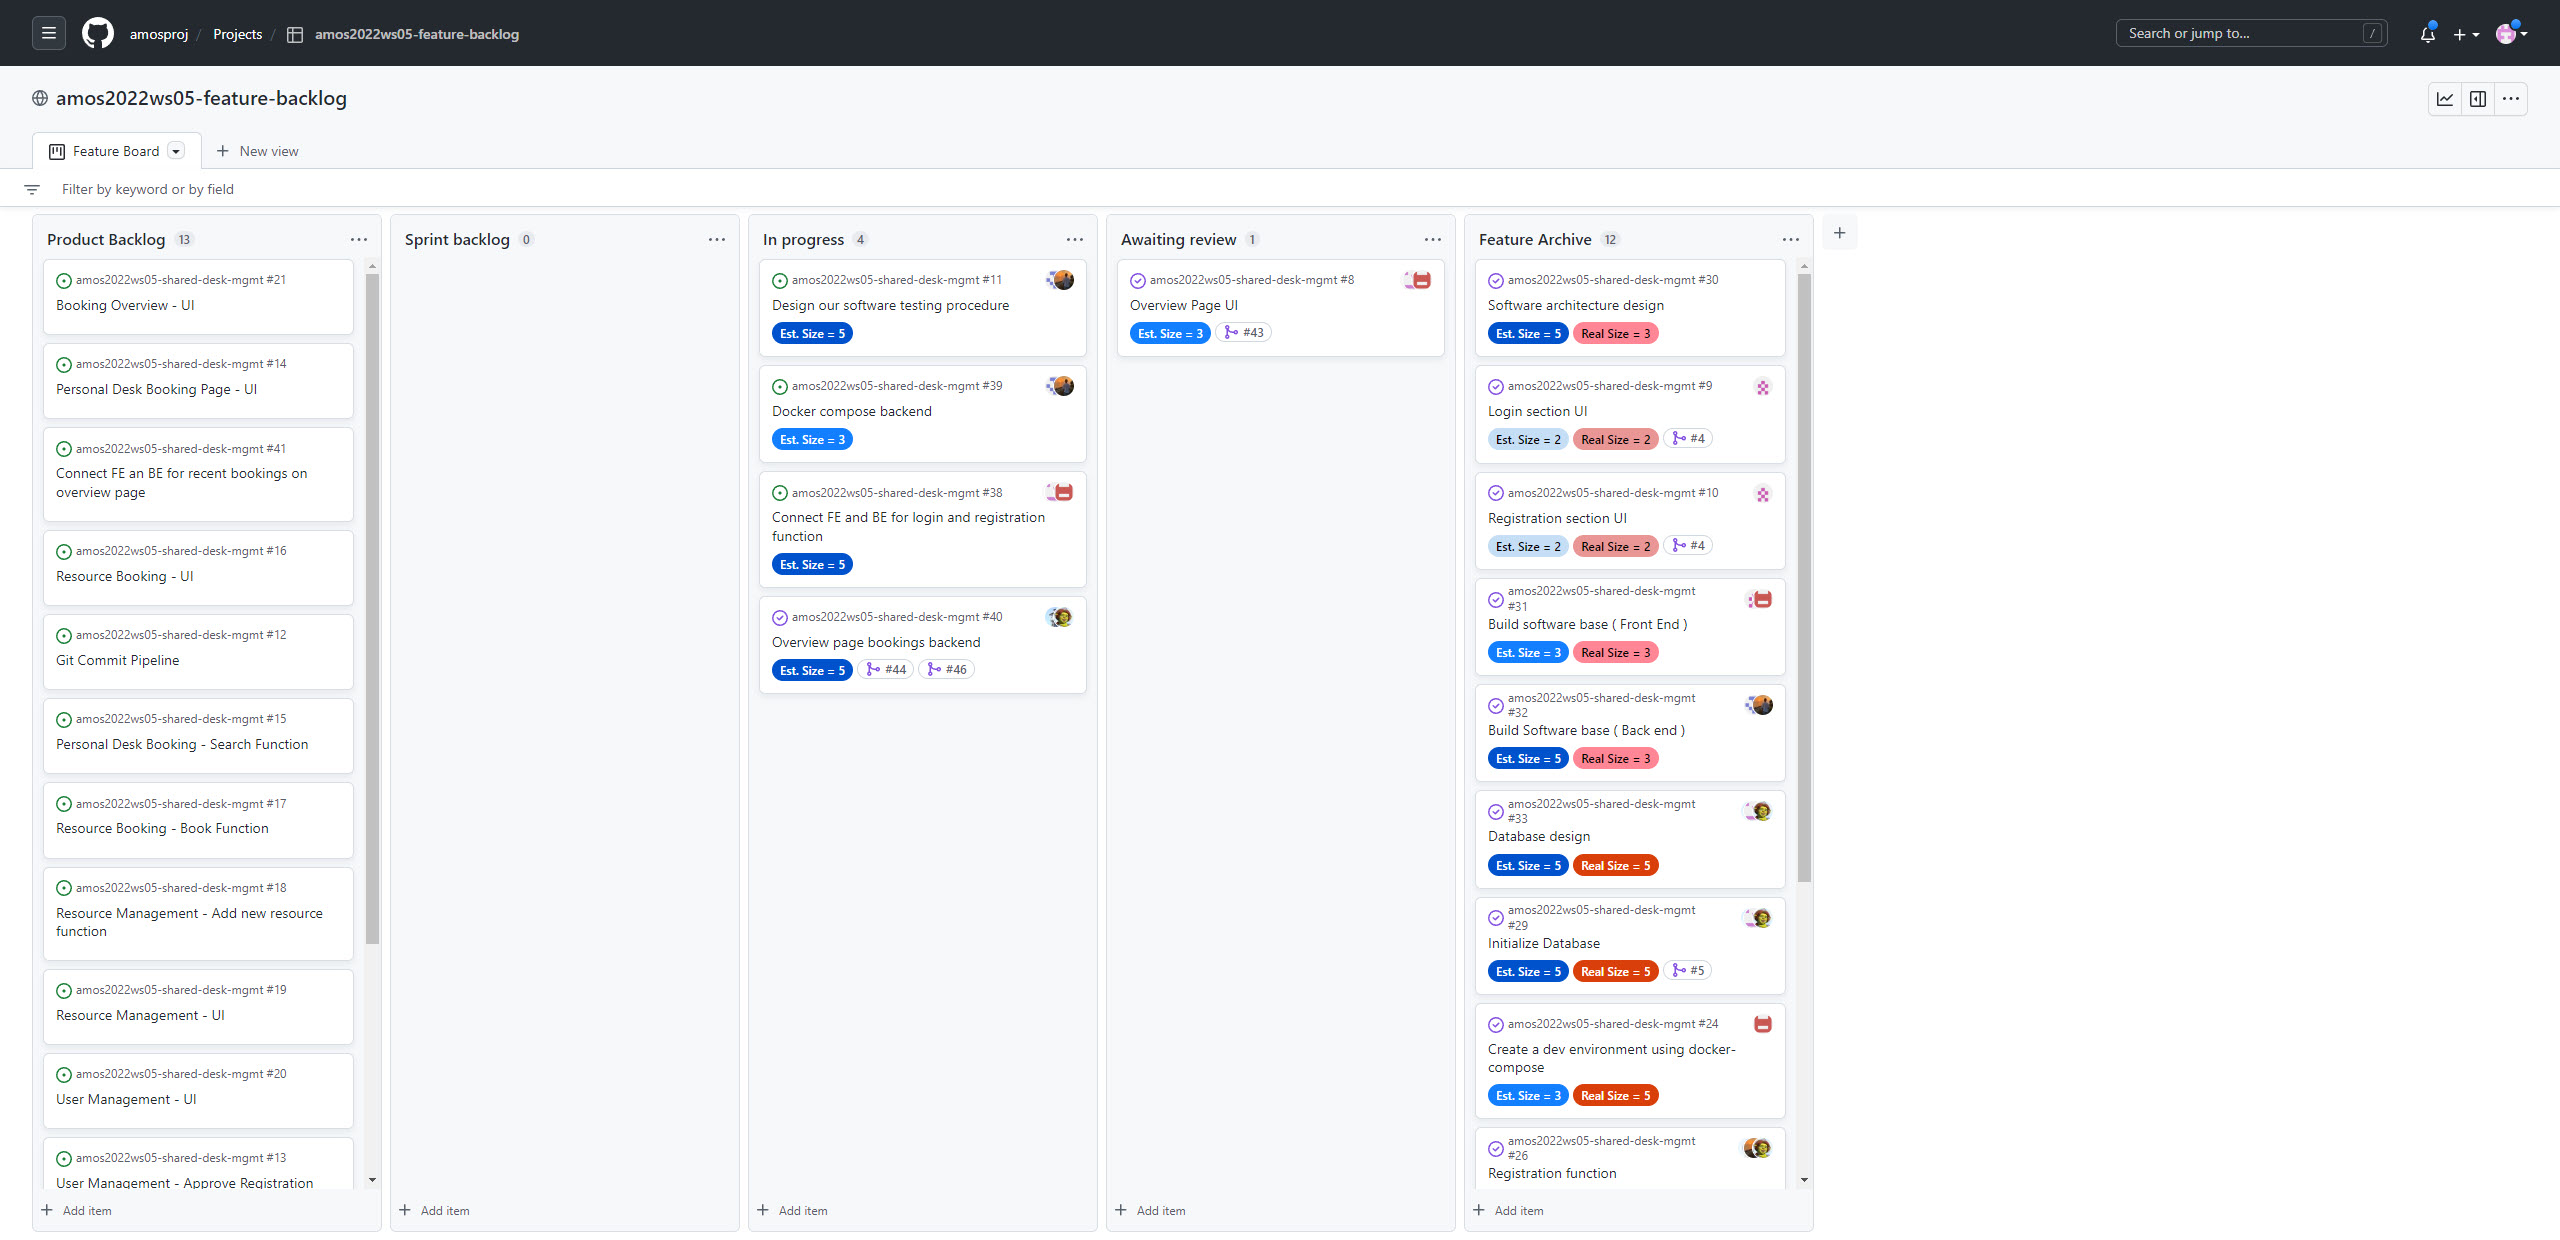 amosproj / Projects / amos2022ws05-feature-backlog
Search or jump to... /
amos2022ws05-feature-backlog
Feature Board
New view
Filter by keyword or by field
Product Backlog 13
amos2022ws05-shared-desk-mgmt #21
Booking Overview - UI
amos2022ws05-shared-desk-mgmt #14
Personal Desk Booking Page - UI
amos2022ws05-shared-desk-mgmt #41
Connect FE an BE for recent bookings on
overview page
amos2022ws05-shared-desk-mgmt #16
Resource Booking - UI
amos2022ws05-shared-desk-mgmt #12
Git Commit Pipeline
amos2022ws05-shared-desk-mgmt #15
Personal Desk Booking - Search Function
amos2022ws05-shared-desk-mgmt #17
Resource Booking - Book Function
amos2022ws05-shared-desk-mgmt #18
Resource Management - Add new resource
function
amos2022ws05-shared-desk-mgmt #19
Resource Management - UI
amos2022ws05-shared-desk-mgmt #20
User Management - UI
amos2022ws05-shared-desk-mgmt #13
User Management - Approve Registration
Add item
Sprint backlog 0
Add item
In progress 4
amos2022ws05-shared-desk-mgmt #11
Design our software testing procedure
Est. Size = 5
amos2022ws05-shared-desk-mgmt #39
Docker compose backend
Est. Size = 3
amos2022ws05-shared-desk-mgmt #38
Connect FE and BE for login and registration
function
Est. Size = 5
amos2022ws05-shared-desk-mgmt #40
Overview page bookings backend
Est. Size = 5 #44 #46
Add item
Awaiting review 1
amos2022ws05-shared-desk-mgmt #8
Overview Page UI
Est. Size = 3 #43
Add item
Feature Archive 12
amos2022ws05-shared-desk-mgmt #30
Software architecture design
Est. Size = 5 Real Size = 3
amos2022ws05-shared-desk-mgmt #9
Login section UI
Est. Size = 2 Real Size = 2 #4
amos2022ws05-shared-desk-mgmt #10
Registration section UI
Est. Size = 2 Real Size = 2 #4
amos2022ws05-shared-desk-mgmt
#31
Build software base ( Front End )
Est. Size = 3 Real Size = 3
amos2022ws05-shared-desk-mgmt
#32
Build Software base ( Back end )
Est. Size = 5 Real Size = 3
amos2022ws05-shared-desk-mgmt
#33
Database design
Est. Size = 5 Real Size = 5
amos2022ws05-shared-desk-mgmt
#29
Initialize Database
Est. Size = 5 Real Size = 5 #5
amos2022ws05-shared-desk-mgmt #24
Create a dev environment using docker-
compose
Est. Size = 3 Real Size = 5
amos2022ws05-shared-desk-mgmt
#26
Registration function
Add item